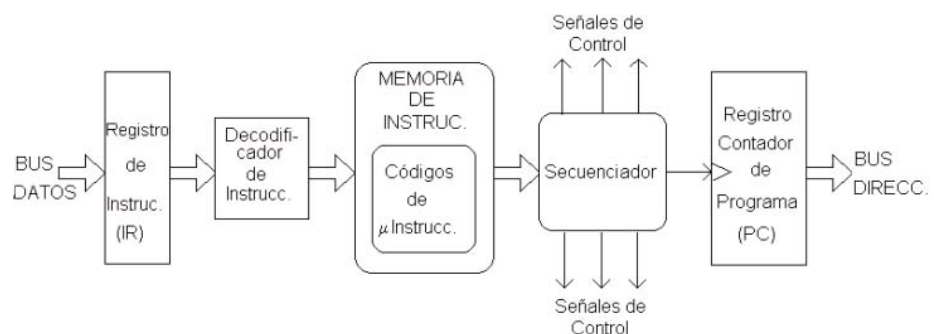 BUS
DATOS
Registro
de
Instruc.
(IR)
Decodifi-
cador
de
Instrucc.
MEMORIA
DE
INSTRUC.
Códigos
de
μInstrucc.
Señales de
Control
Secuenciador
Señales de
Control
Registro
Contador
de
Programa
(PC)
BUS
DIRECC.